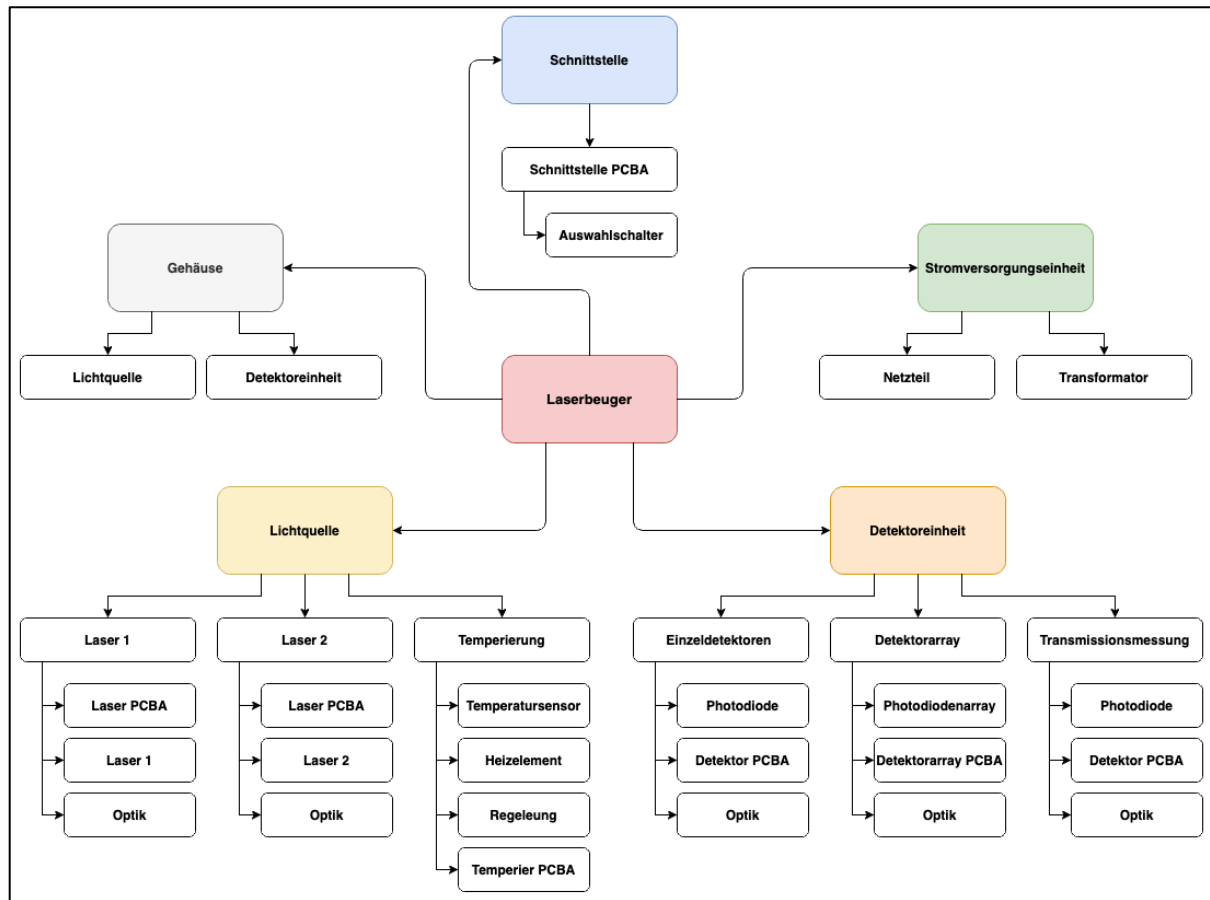 Schnittstelle
Schnittstelle PCBA
Auswahlschalter
Gehäuse
Stromversorgungseinheit
Lichtquelle
Detektoreinheit
Netzteil
Transformator
Laserbeuger
Lichtquelle
Detektoreinheit
Laser 1
Laser 2
Temperierung
Einzeldetektoren
Detektorarray
Transmissionsmessung
Laser PCBA
Laser PCBA
Temperatursensor
Photodiode
Photodiodenarray
Photodiode
Laser 1
Laser 2
Heizelement
Detektor PCBA
Detektorarray PCBA
Detektor PCBA
Optik
Optik
Regeleung
Optik
Optik
Optik
Temperier PCBA